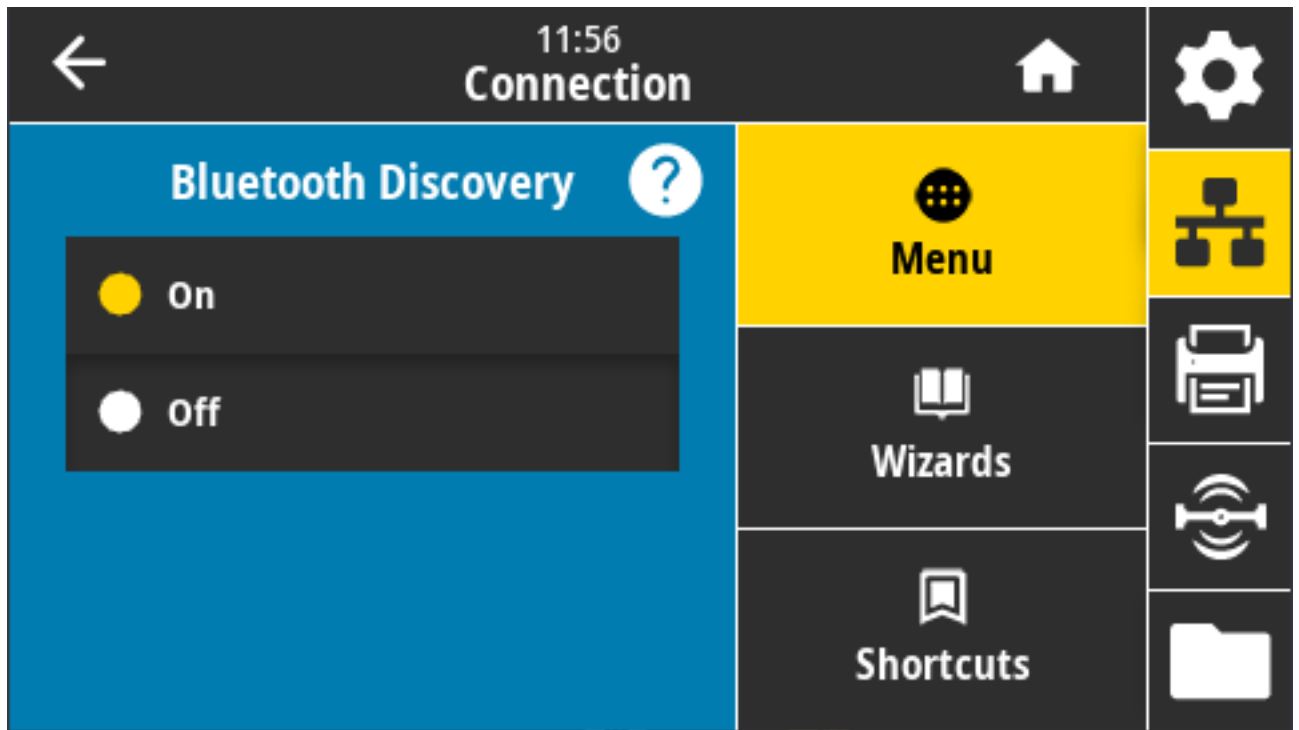 11:56
Connection
Bluetooth Discovery ?
On
Off
Menu
Wizards
Shortcuts